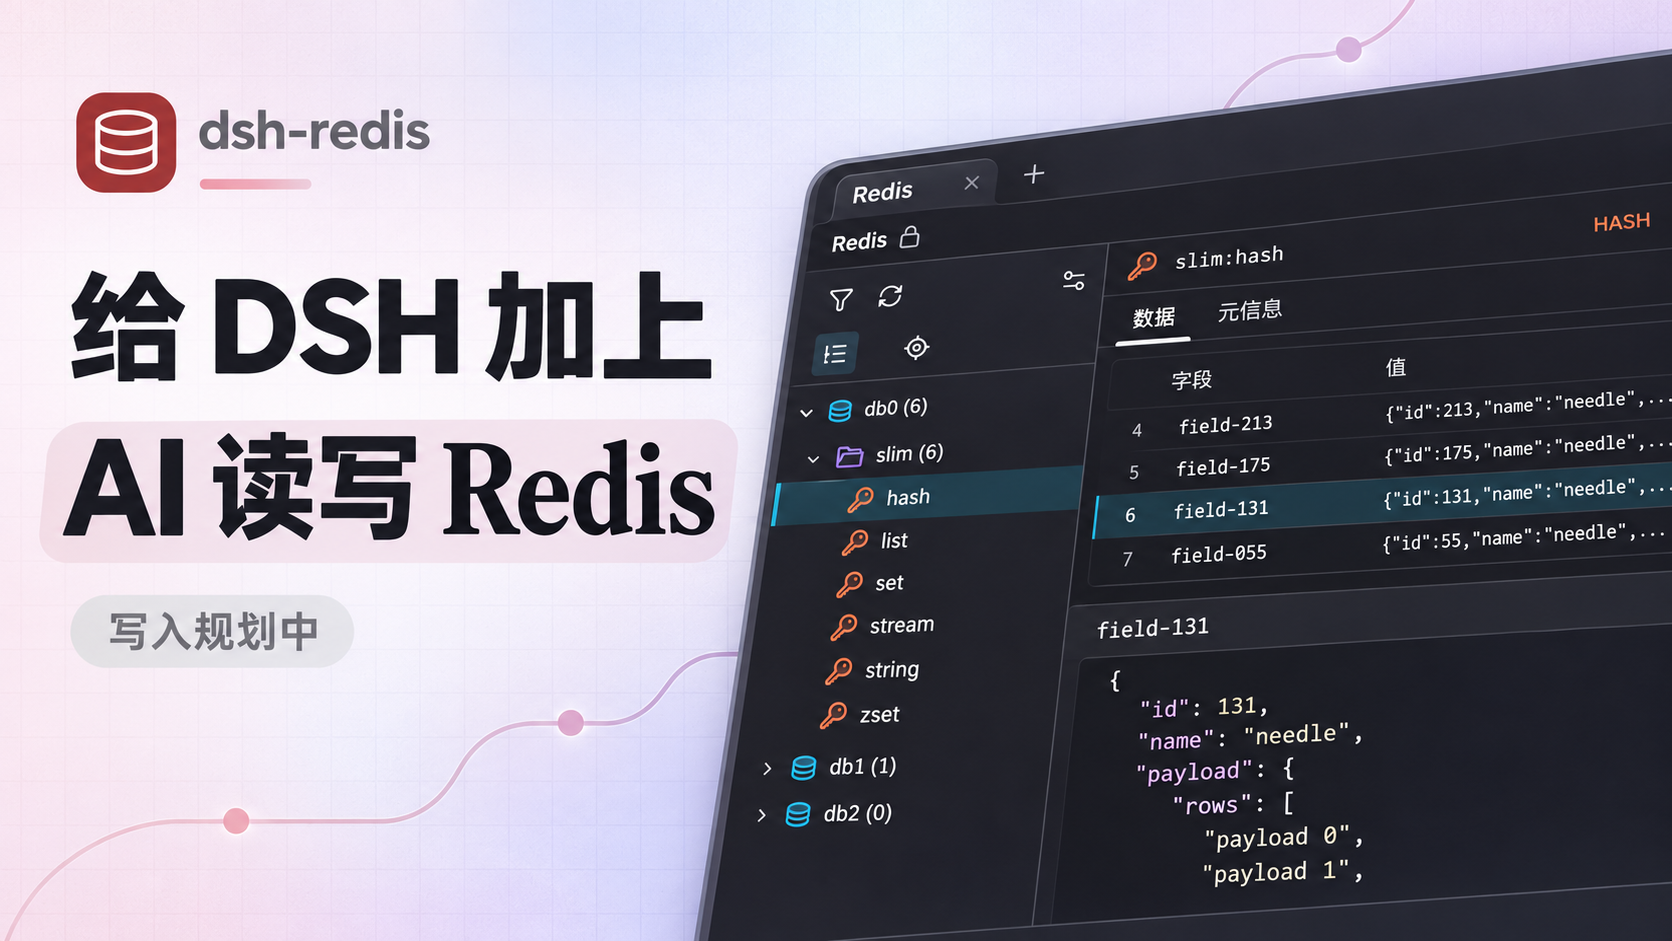 dsh-redis
给 DSH 加上
AI 读写 Redis
写入规划中
Redis
Redis
db0 (6)
slim (6)
hash
list
set
stream
string
zset
db1 (1)
db2 (0)
slim:hash
HASH
数据 元信息
字段 值
4 field-213 {"id":213,"name":"needle",...
5 field-175 {"id":175,"name":"needle",...
6 field-131 {"id":131,"name":"needle",...
7 field-055 {"id":55,"name":"needle",...
field-131
{
"id": 131,
"name": "needle",
"payload": {
"rows": [
"payload 0",
"payload 1",